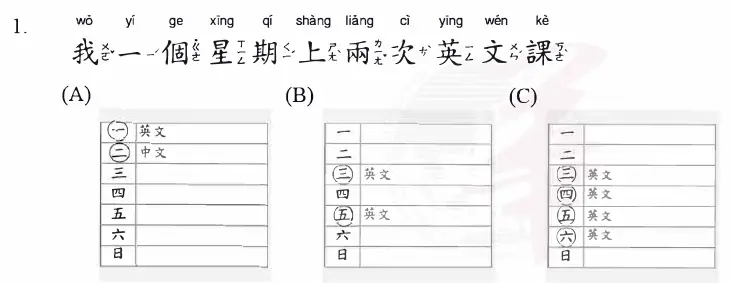 wǒ yí ge xīng qí shàng liǎng cì yīng wén kè
1. 我一個星期上兩次英文課
(A) (B) (C)
一 英文
二 中文
三
四
五
六
日
一
二
三 英文
四
五 英文
六
日
一
二
三 英文
四 英文
五 英文
六 英文
日